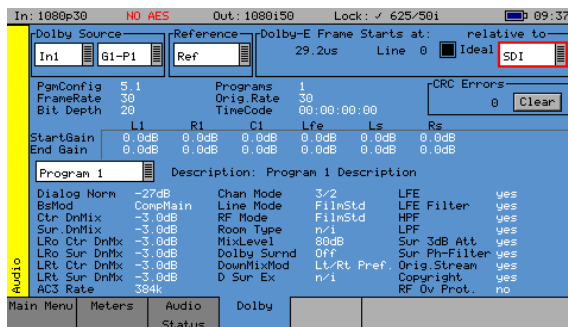 In: 1080p30 NO AES Out: 1080i50 Lock: ✓ 625/50i 09:37
Dolby Source Reference Dolby-E Frame Starts at: relative to
In1 G1-P1 Ref 29.2us Line 0 Ideal SDI
PgmConfig 5.1 Programs 1 CRC Errors
FrameRate 30 Orig.Rate 30 0 Clear
Bit Depth 20 TimeCode 00:00:00:00
L1 R1 C1 Lfe Ls Rs
StartGain 0.0dB 0.0dB 0.0dB 0.0dB 0.0dB 0.0dB
End Gain 0.0dB 0.0dB 0.0dB 0.0dB 0.0dB 0.0dB
Program 1 Description: Program 1 Description
Dialog Norm -27dB Chan Mode 3/2 LFE yes
BsMod CompMain Line Mode FilmStd LFE Filter yes
Ctr DnMix -3.0dB RF Mode FilmStd HPF yes
Sur.DnMix -3.0dB Room Type n/i LPF yes
LRo Ctr DnMx -3.0dB MixLevel 80dB Sur 3dB Att yes
LRo Sur DnMx -3.0dB Dolby Surnd Off Sur Ph-Filter yes
LRt Ctr DnMx -3.0dB DownMixMod Lt/Rt Pref. Orig.Stream yes
LRt Sur DnMx -3.0dB D Sur Ex n/i Copyright yes
AC3 Rate 384k RF Ov Prot. no
Audio
Main Menu Meters Audio Status Dolby